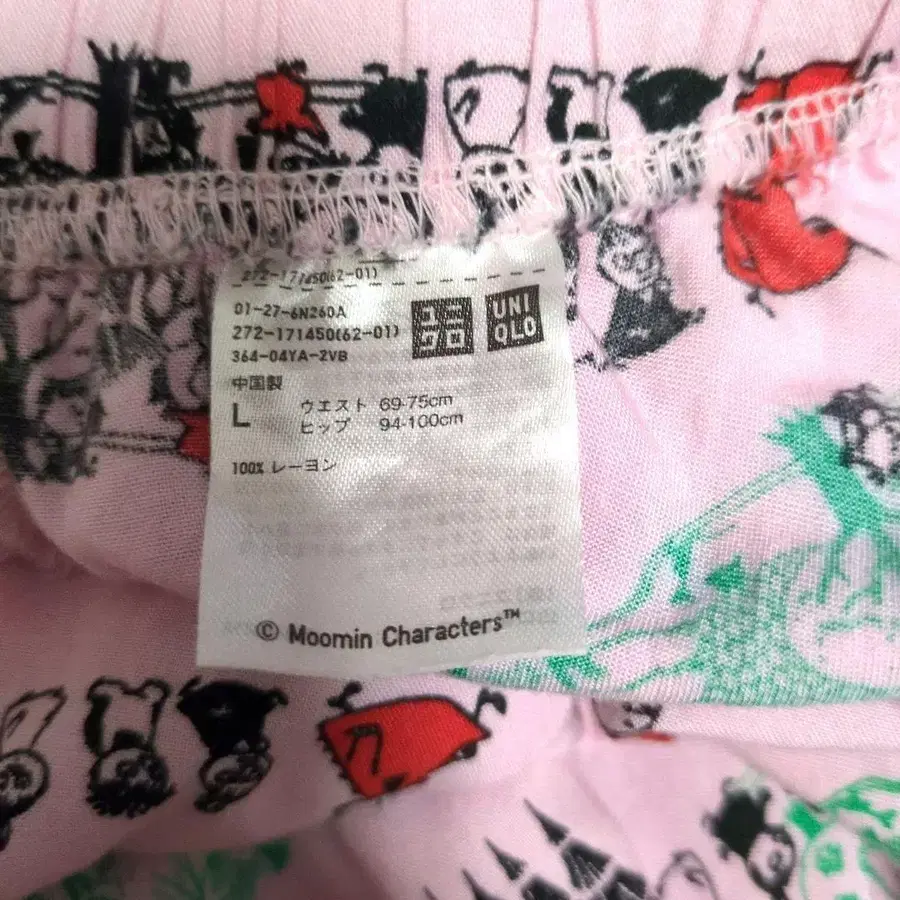 272-171450(62-01)
01-27-6N260A
272-171450(62-01)
364-04YA-2VB
ユニクロ
UNIQLO
中国製
L
ウエスト 69-75cm
ヒップ 94-100cm
100% レーヨン
© Moomin Characters™